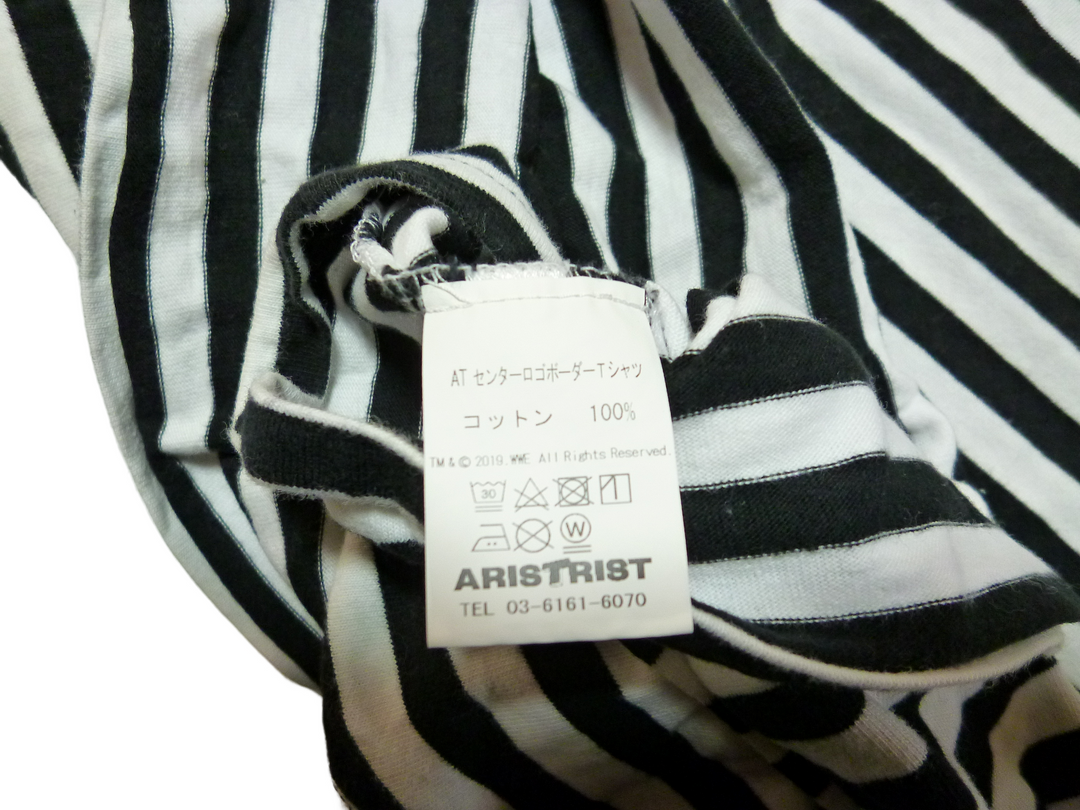 AT センターロゴボーダーTシャツ
コットン 100%
TM & © 2019. WWE All Rights Reserved.
30
W
ARISTRIST
TEL 03-6161-6070